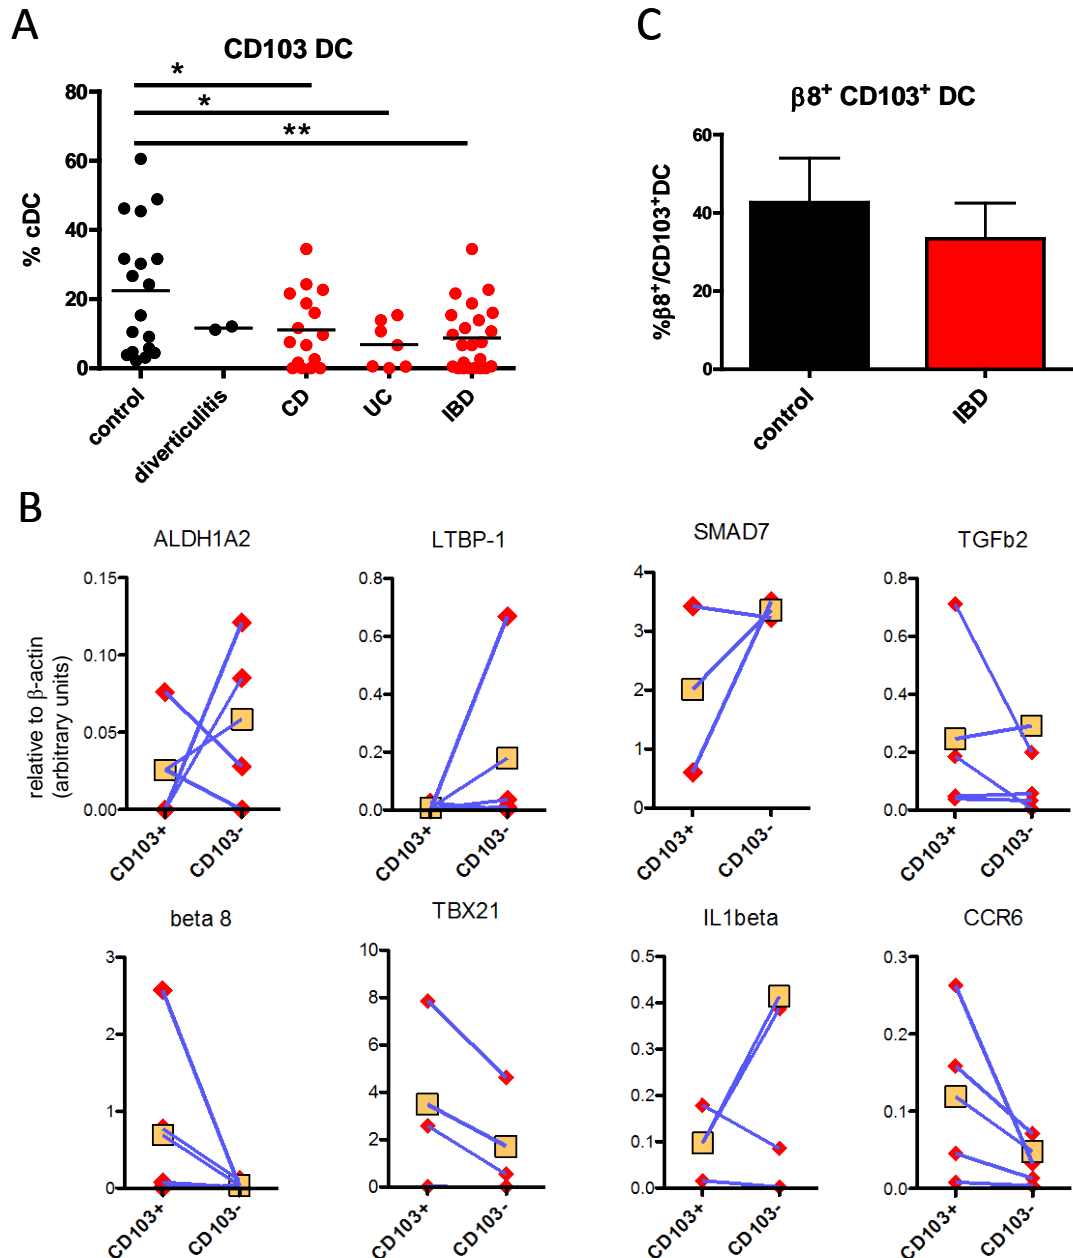 A
CD103 DC
*
*
**
80
60
40
20
0
% cDC
control
diverticulitis
CD
UC
IBD
C
β8+ CD103+ DC
60
40
20
0
%β8+/CD103+DC
control
IBD
B
ALDH1A2
0.15
0.10
0.05
0.00
relative to β-actin
(arbitrary units)
CD103+
CD103-
LTBP-1
0.8
0.6
0.4
0.2
0.0
CD103+
CD103-
SMAD7
4
3
2
1
0
CD103+
CD103-
TGFb2
0.8
0.6
0.4
0.2
0.0
CD103+
CD103-
beta 8
3
2
1
0
CD103+
CD103-
TBX21
10
8
6
4
2
0
CD103+
CD103-
IL1beta
0.5
0.4
0.3
0.2
0.1
0.0
CD103+
CD103-
CCR6
0.3
0.2
0.1
0.0
CD103+
CD103-